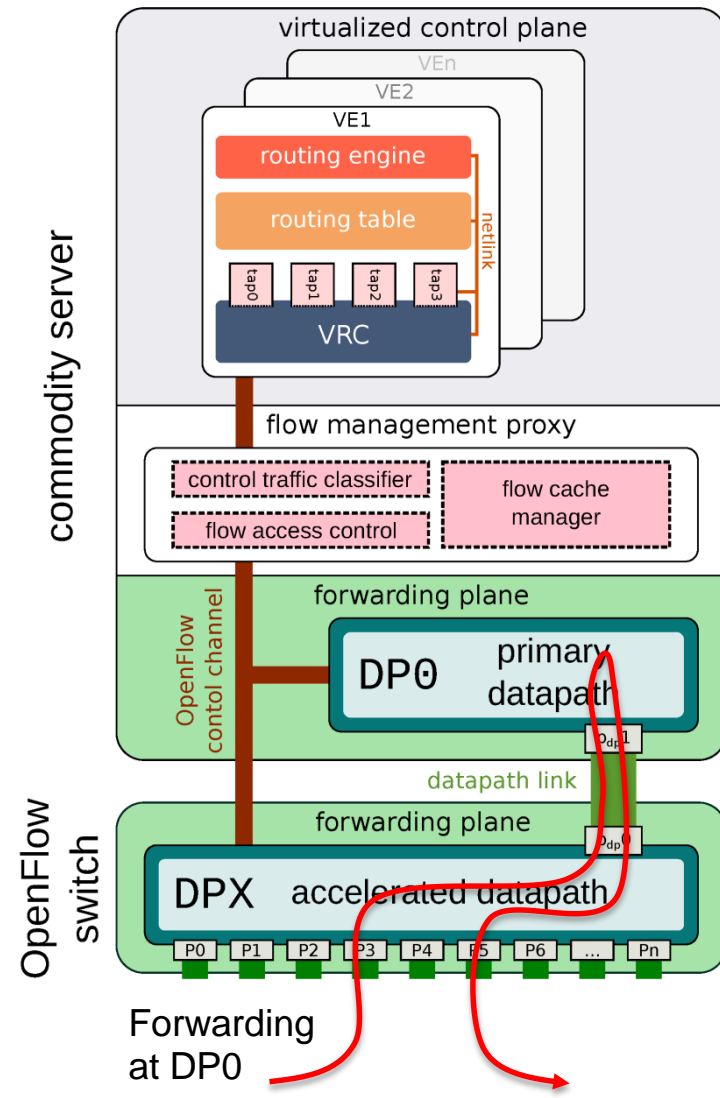 virtualized control plane
VEn
VE2
VE1
routing engine
routing table
netlink
tap0
tap1
tap2
tap3
VRC
commodity server
flow management proxy
control traffic classifier
flow access control
flow cache
manager
forwarding plane
OpenFlow
contol channel
DP0
primary
datapath
pdp1
datapath link
OpenFlow
switch
forwarding plane
pdp0
DPX
accelerated datapath
P0
P1
P2
P3
P4
P5
P6
...
Pn
Forwarding
at DP0